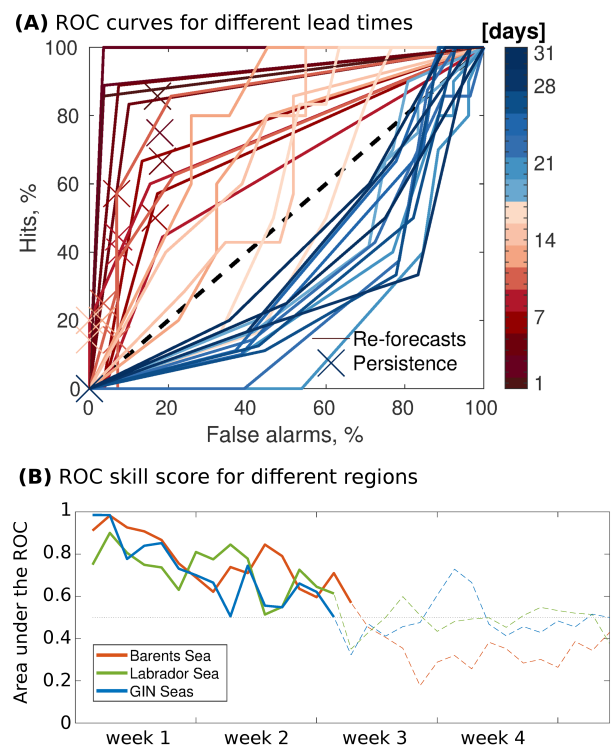 (A) ROC curves for different lead times
[days]
100
80
60
40
20
0
Hits, %
0 20 40 60 80 100
False alarms, %
Re-forecasts
Persistence
31
28
21
14
7
1
(B) ROC skill score for different regions
1
0.8
0.6
0.4
0.2
0
Area under the ROC
Barents Sea
Labrador Sea
GIN Seas
week 1 week 2 week 3 week 4